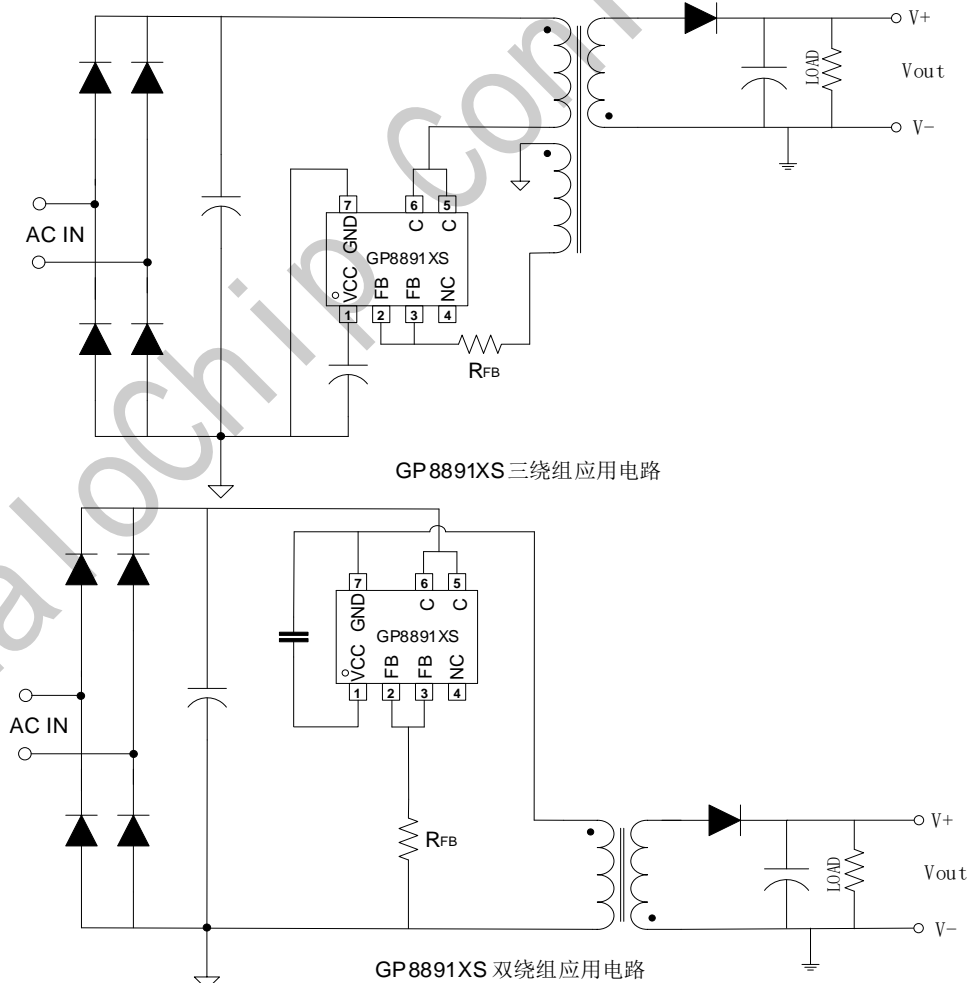 V+
LOAD
Vout
V-
7
6
5
GND
C
C
AC IN
GP8891XS
VCC
FB
FB
NC
1
2
3
4
RFB
GP8891XS三绕组应用电路
7
6
5
GND
C
C
GP8891XS
VCC
FB
FB
NC
1
2
3
4
AC IN
RFB
V+
LOAD
Vout
V-
GP8891XS 双绕组应用电路